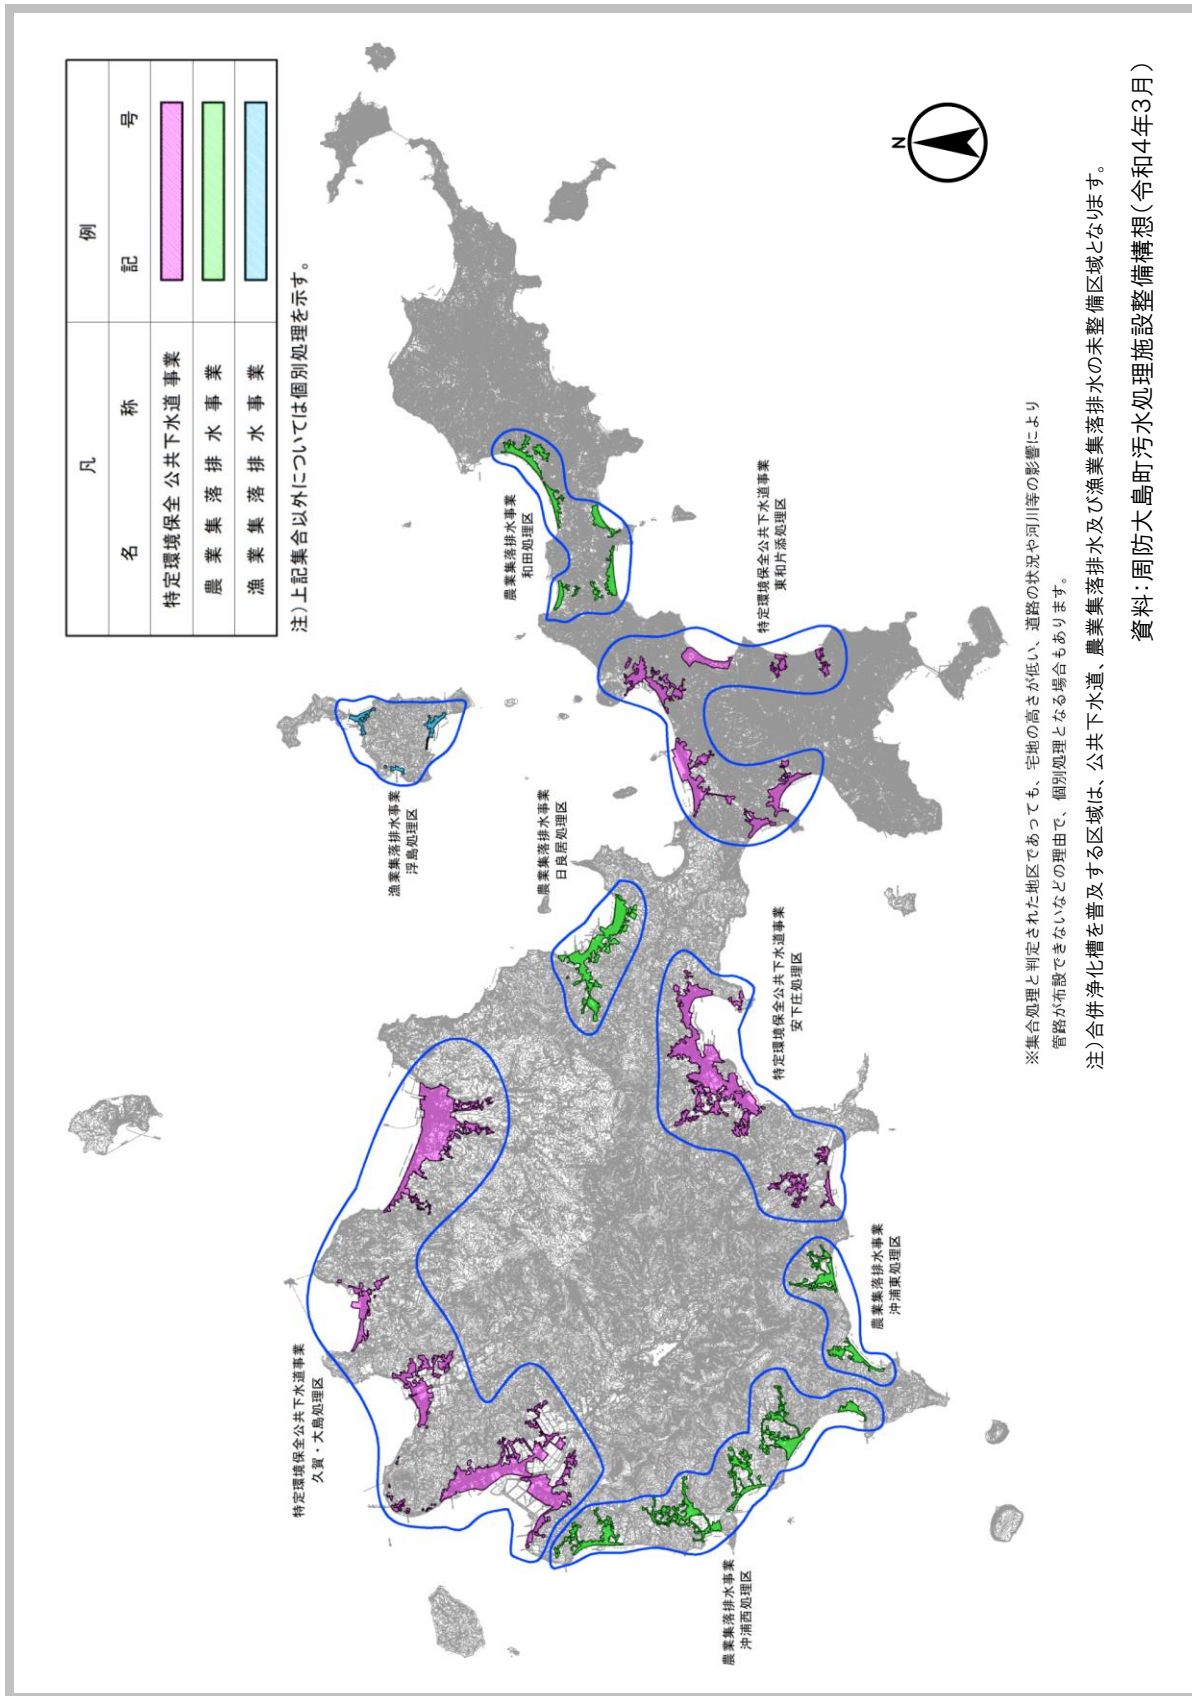 凡　例
名　称
記　号
特定環境保全公共下水道事業
農業集落排水事業
漁業集落排水事業
注)上記集合以外については個別処理を示す。
N
農業集落排水事業
和田処理区
特定環境保全公共下水道事業
東和片添処理区
漁業集落排水事業
浮島処理区
農業集落排水事業
日良居処理区
特定環境保全公共下水道事業
安下庄処理区
特定環境保全公共下水道事業
久賀・大島処理区
農業集落排水事業
沖浦東処理区
農業集落排水事業
沖浦西処理区
※集合処理と判定された地区であっても、宅地の高さが低い、道路の状況や河川等の影響により
管路が布設できないなどの理由で、個別処理となる場合もあります。
注)合併浄化槽を普及する区域は、公共下水道、農業集落排水及び漁業集落排水の未整備区域となります。
資料:周防大島町汚水処理施設整備構想(令和4年3月)